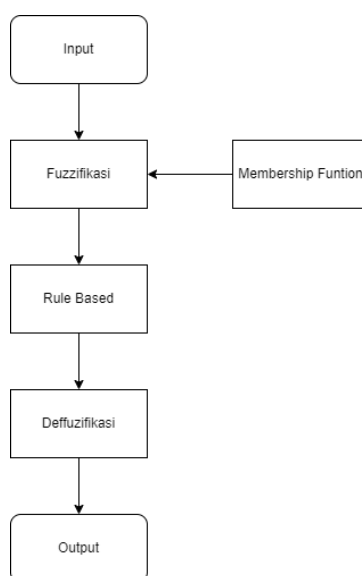 Input
Fuzzifikasi
Membership Funtion
Rule Based
Deffuzifikasi
Output